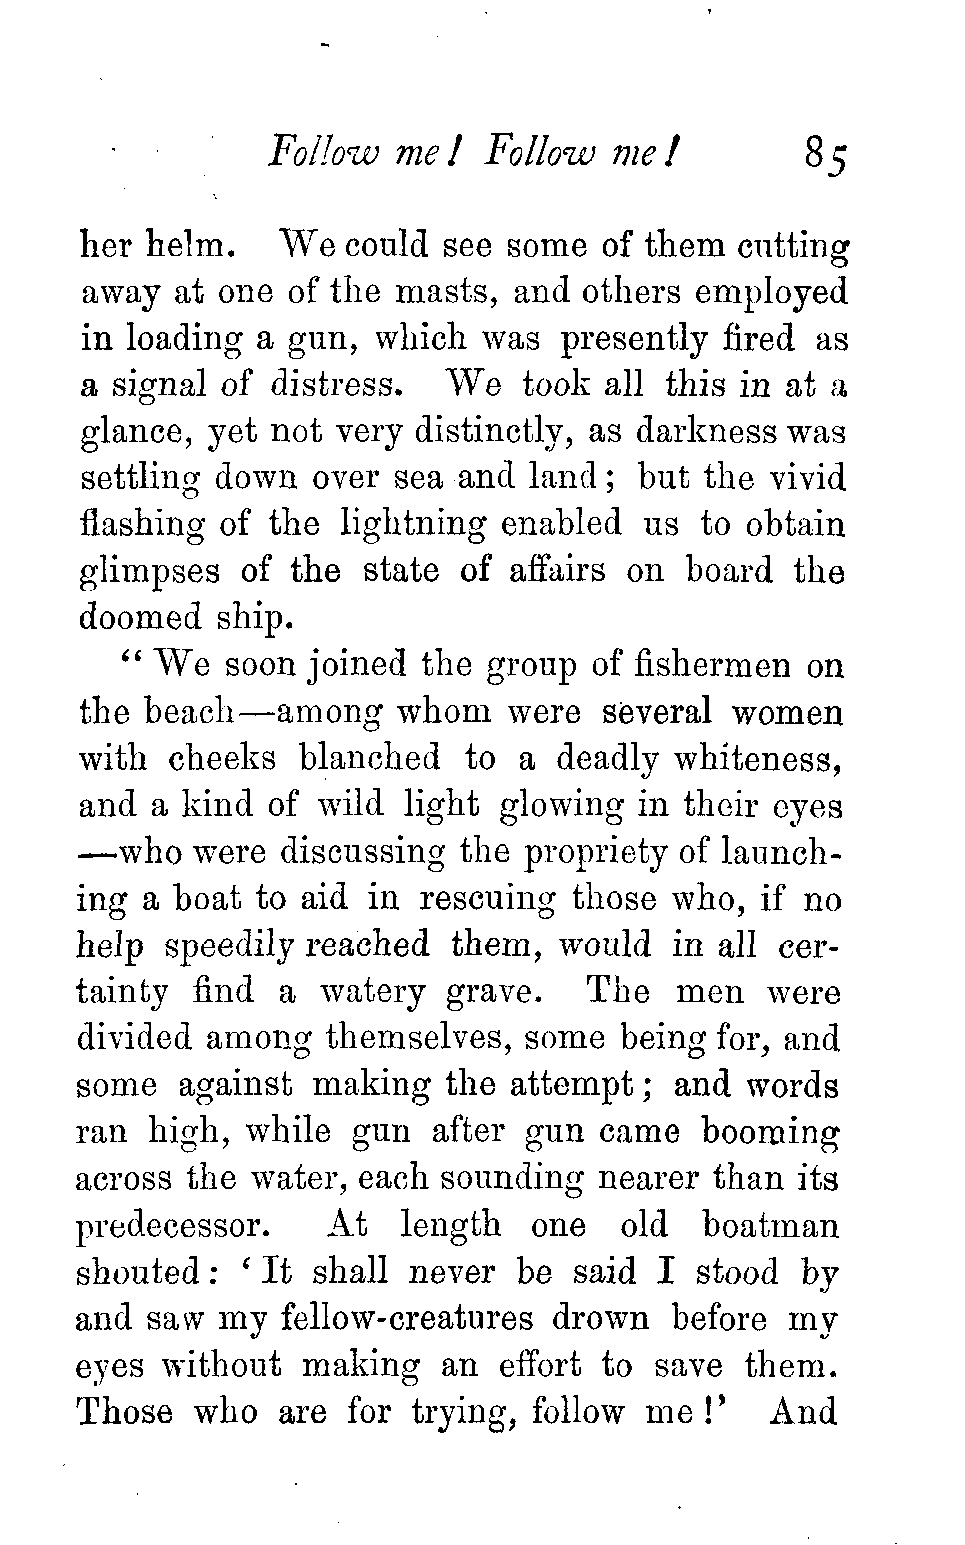 Follow me! Follow me! 85
her helm. We could see some of them cutting
away at one of the masts, and others employed
in loading a gun, which was presently fired as
a signal of distress. We took all this in at a
glance, yet not very distinctly, as darkness was
settling down over sea and land; but the vivid
flashing of the lightning enabled us to obtain
glimpses of the state of affairs on board the
doomed ship.
“We soon joined the group of fishermen on
the beach—among whom were several women
with cheeks blanched to a deadly whiteness,
and a kind of wild light glowing in their eyes
—who were discussing the propriety of launch-
ing a boat to aid in rescuing those who, if no
help speedily reached them, would in all cer-
tainty find a watery grave. The men were
divided among themselves, some being for, and
some against making the attempt; and words
ran high, while gun after gun came booming
across the water, each sounding nearer than its
predecessor. At length one old boatman
shouted: ‘It shall never be said I stood by
and saw my fellow-creatures drown before my
eyes without making an effort to save them.
Those who are for trying, follow me!’ And